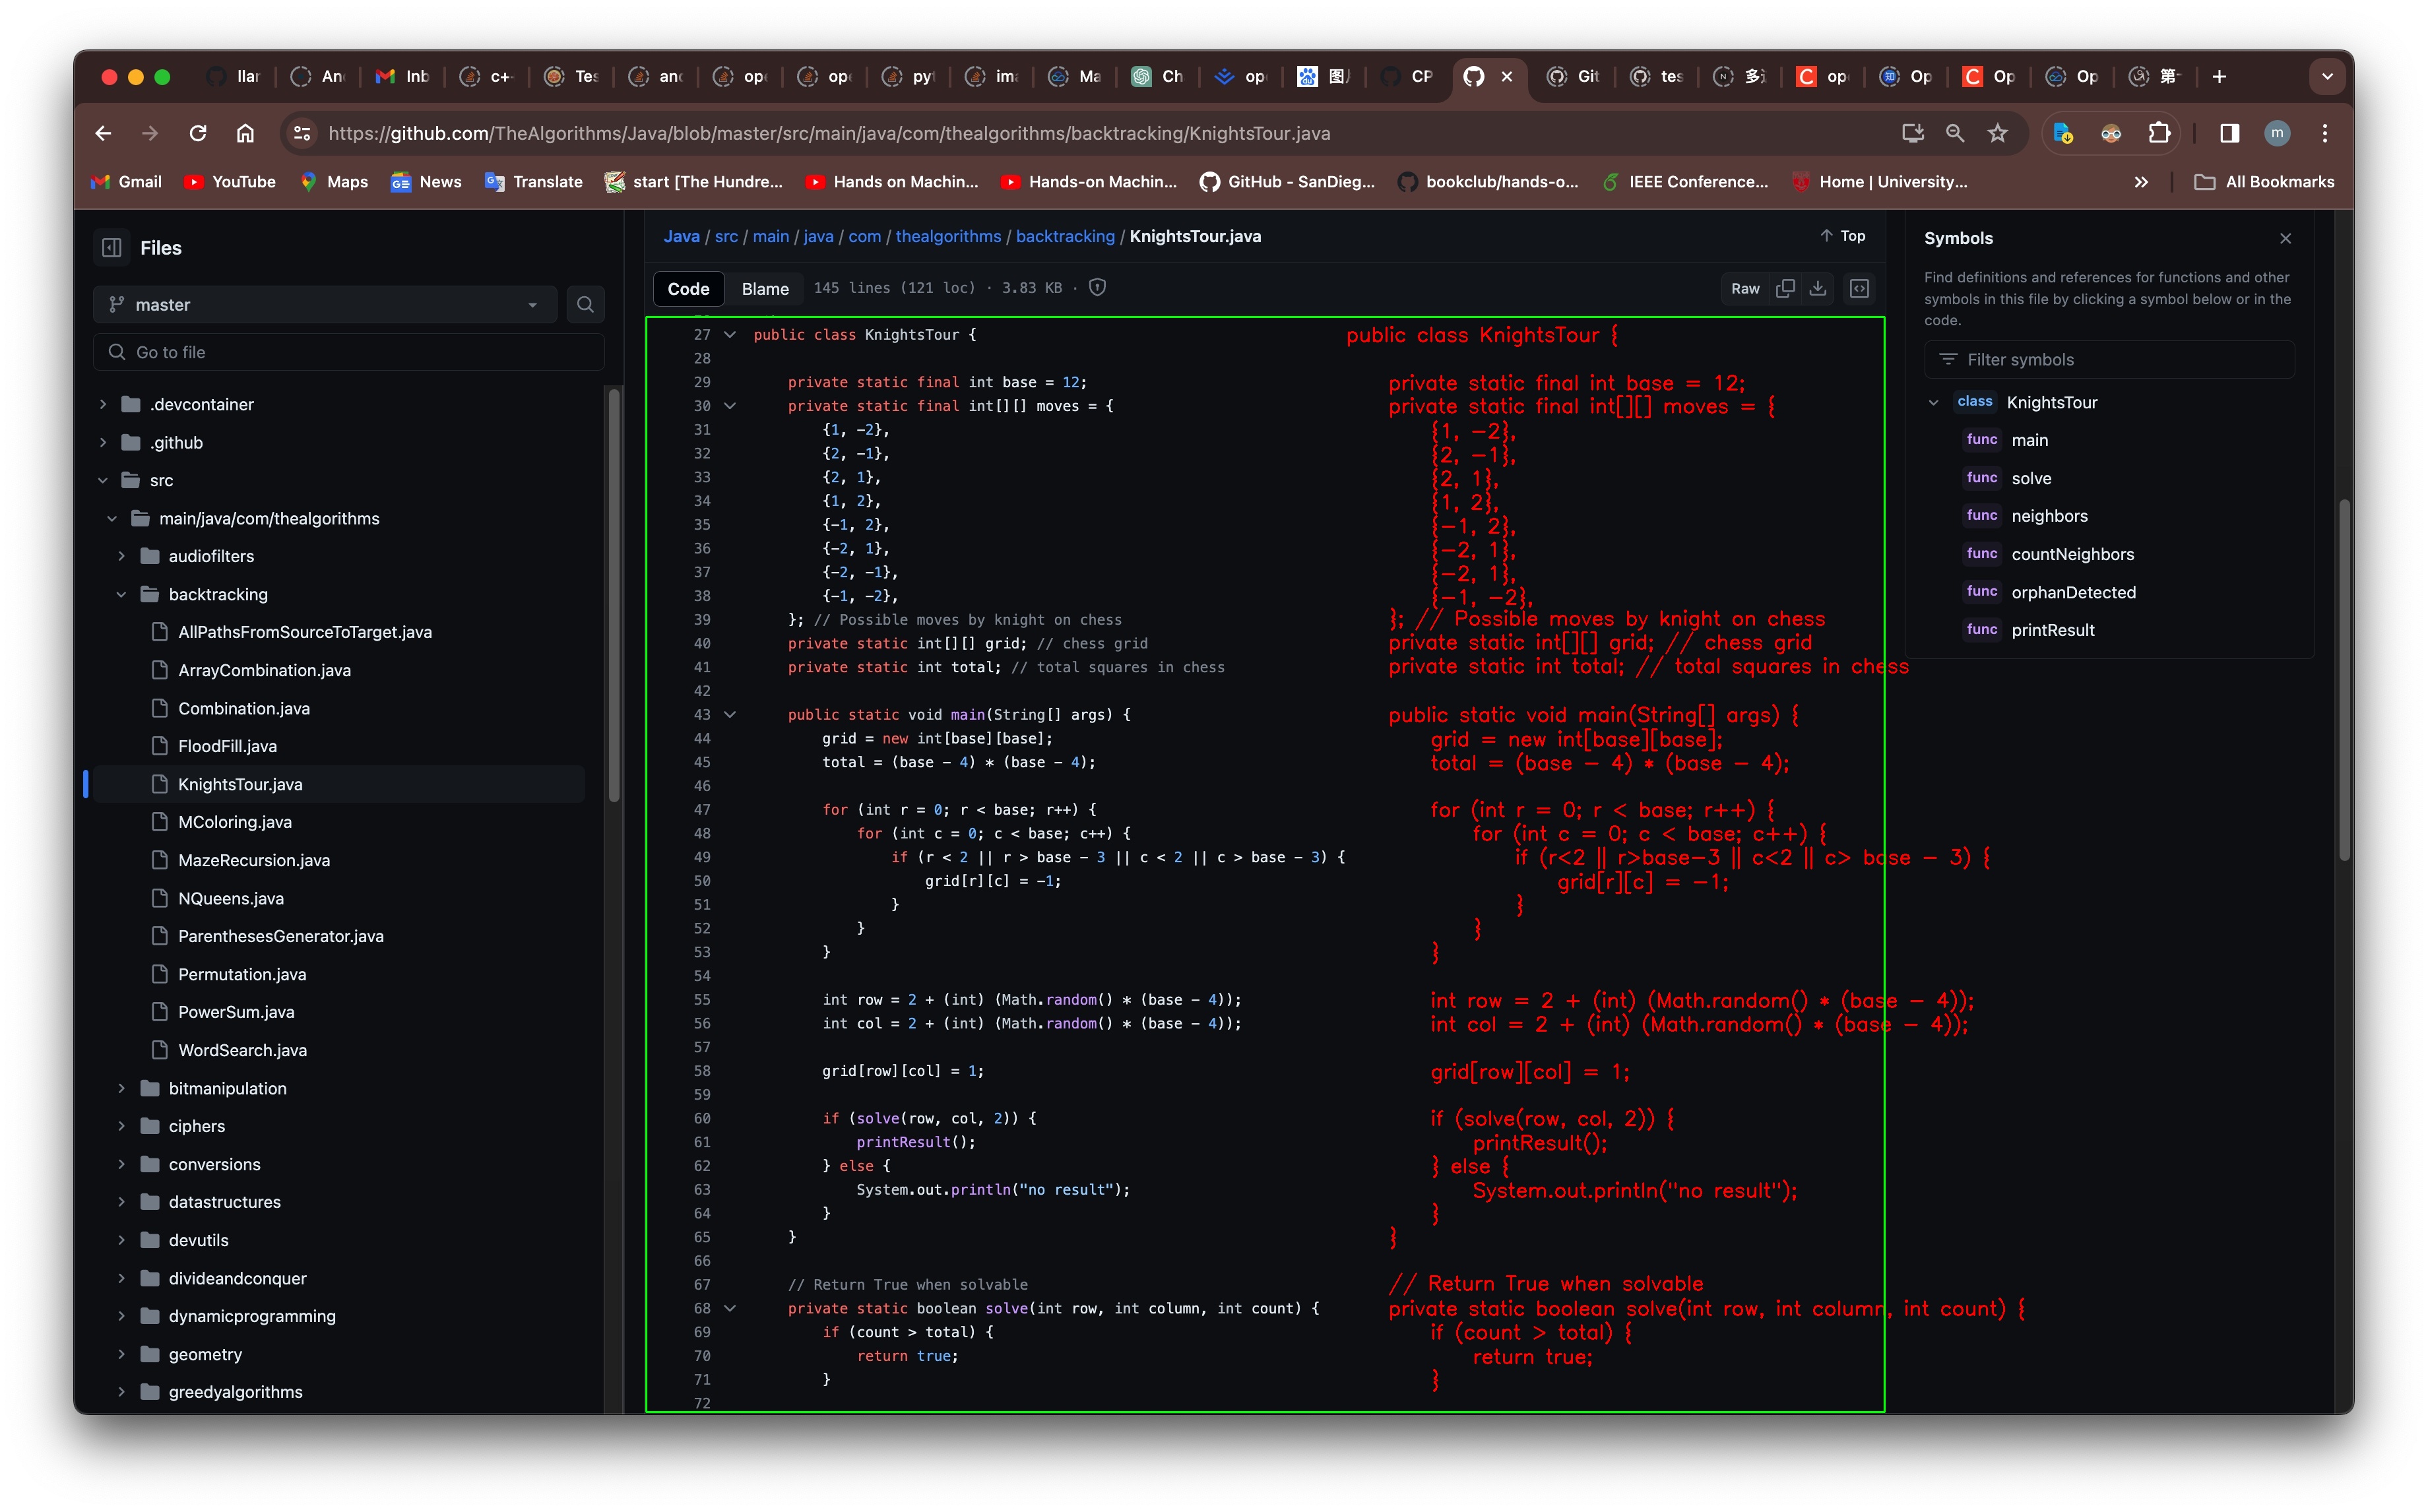 llar
An
Inb
c+
Tes
and
ope
ope
pyt
ima
Ma
Ch
op
图
CP
Git
tes
多
op
Op
Op
Op
第
https://github.com/TheAlgorithms/Java/blob/master/src/main/java/com/thealgorithms/backtracking/KnightsTour.java
m
Gmail YouTube Maps News Translate start [The Hundre... Hands on Machin... Hands-on Machin... GitHub - SanDieg... bookclub/hands-o... IEEE Conference... Home | University... » All Bookmarks
Files
master
Go to file
.devcontainer
.github
src
main/java/com/thealgorithms
audiofilters
backtracking
AllPathsFromSourceToTarget.java
ArrayCombination.java
Combination.java
FloodFill.java
KnightsTour.java
MColoring.java
MazeRecursion.java
NQueens.java
ParenthesesGenerator.java
Permutation.java
PowerSum.java
WordSearch.java
bitmanipulation
ciphers
conversions
datastructures
devutils
divideandconquer
dynamicprogramming
geometry
greedyalgorithms
Java / src / main / java / com / thealgorithms / backtracking / KnightsTour.java
Top
Code Blame 145 lines (121 loc) · 3.83 KB ·
Raw
27 public class KnightsTour {
28
29 private static final int base = 12;
30 private static final int[][] moves = {
31 {1, -2},
32 {2, -1},
33 {2, 1},
34 {1, 2},
35 {-1, 2},
36 {-2, 1},
37 {-2, -1},
38 {-1, -2},
39 }; // Possible moves by knight on chess
40 private static int[][] grid; // chess grid
41 private static int total; // total squares in chess
42
43 public static void main(String[] args) {
44 grid = new int[base][base];
45 total = (base - 4) * (base - 4);
46
47 for (int r = 0; r < base; r++) {
48 for (int c = 0; c < base; c++) {
49 if (r < 2 || r > base - 3 || c < 2 || c > base - 3) {
50 grid[r][c] = -1;
51 }
52 }
53 }
54
55 int row = 2 + (int) (Math.random() * (base - 4));
56 int col = 2 + (int) (Math.random() * (base - 4));
57
58 grid[row][col] = 1;
59
60 if (solve(row, col, 2)) {
61 printResult();
62 } else {
63 System.out.println("no result");
64 }
65 }
66
67 // Return True when solvable
68 private static boolean solve(int row, int column, int count) {
69 if (count > total) {
70 return true;
71 }
72
public class KnightsTour {
private static final int base = 12;
private static final int[][] moves = {
{1, -2},
{2, -1},
{2, 1},
{1, 2},
{-1, 2},
{-2, 1},
{-2, 1},
{-1, -2},
}; // Possible moves by knight on chess
private static int[][] grid; // chess grid
private static int total; // total squares in chess
public static void main(String[] args) {
grid = new int[base][base];
total = (base - 4) * (base - 4);
for (int r = 0; r < base; r++) {
for (int c = 0; c < base; c++) {
if (r<2 || r>base-3 || c<2 || c> base - 3) {
grid[r][c] = -1;
}
}
}
int row = 2 + (int) (Math.random() * (base - 4));
int col = 2 + (int) (Math.random() * (base - 4));
grid[row][col] = 1;
if (solve(row, col, 2)) {
printResult();
} else {
System.out.println("no result");
}
}
// Return True when solvable
private static boolean solve(int row, int column, int count) {
if (count > total) {
return true;
}
Symbols
Find definitions and references for functions and other
symbols in this file by clicking a symbol below or in the
code.
Filter symbols
class KnightsTour
func main
func solve
func neighbors
func countNeighbors
func orphanDetected
func printResult